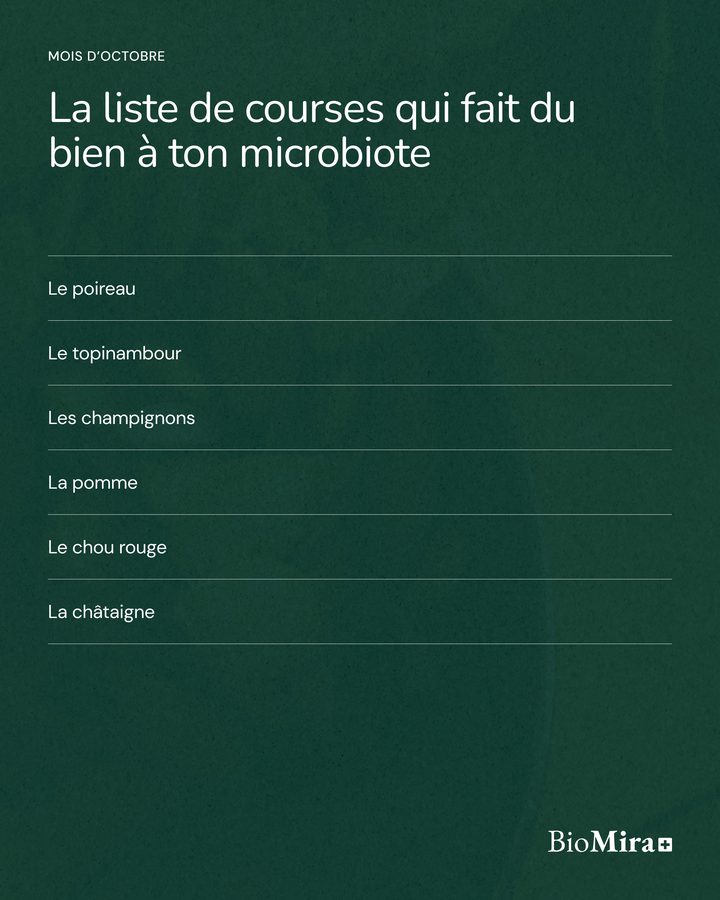 MOIS D’OCTOBRE
La liste de courses qui fait du
bien à ton microbiote
Le poireau
Le topinambour
Les champignons
La pomme
Le chou rouge
La châtaigne
BioMira